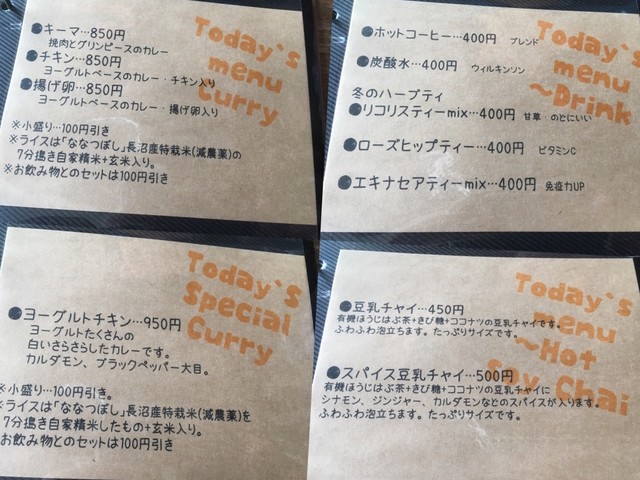 Today's
menu
Curry
●キーマ…850円
挽肉とグリンピースのカレー
●チキン…850円
ヨーグルトベースのカレー・チキン入り
●揚げ卵…850円
ヨーグルトベースのカレー・揚げ卵入り
※小盛り…100円引き
※ライスは「ななつぼし」長沼産特栽米(減農薬)の
7分搗き自家精米+玄米入り。
※お飲み物とのセットは100円引き
Today's
menu
~Drink
●ホットコーヒー…400円 ブレンド
●炭酸水…400円 ウィルキンソン
冬のハーブティ
●リコリスティーmix…400円 甘草・のどにいい
●ローズヒップティー…400円 ビタミンC
●エキナセアティーmix…400円 免疫力UP
Today's
Special
Curry
●ヨーグルトチキン…950円
ヨーグルトたくさんの
白いさらさらしたカレーです。
カルダモン、ブラックペッパー大目。
※小盛り…100円引き。
※ライスは「ななつぼし」長沼産特栽米(減農薬)を
7分搗き自家精米したもの+玄米入り。
お飲み物とのセットは100円引き
Today's
menu
~Hot
Soy Chai
●豆乳チャイ…450円
有機ほうじはぶ茶+きび糖+ココナツの豆乳チャイです。
ふわふわ泡立ちます。たっぷりサイズです。
●スパイス豆乳チャイ…500円
有機ほうじはぶ茶+きび糖+ココナツの豆乳チャイに
シナモン、ジンジャー、カルダモンなどのスパイスが入ります。
ふわふわ泡立ちます。たっぷりサイズです。